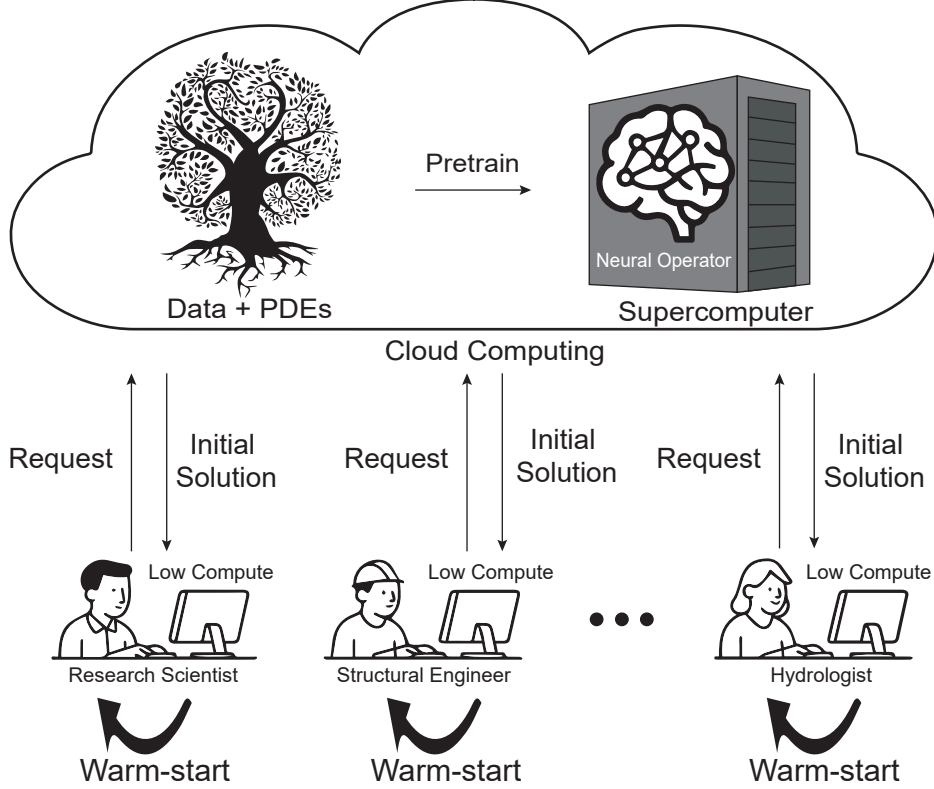 Pretrain
Neural Operator
Data + PDEs
Supercomputer
Cloud Computing
Request
Initial
Solution
Request
Initial
Solution
Request
Initial
Solution
Low Compute
Low Compute
Low Compute
Research Scientist
Structural Engineer
Hydrologist
Warm-start
Warm-start
Warm-start